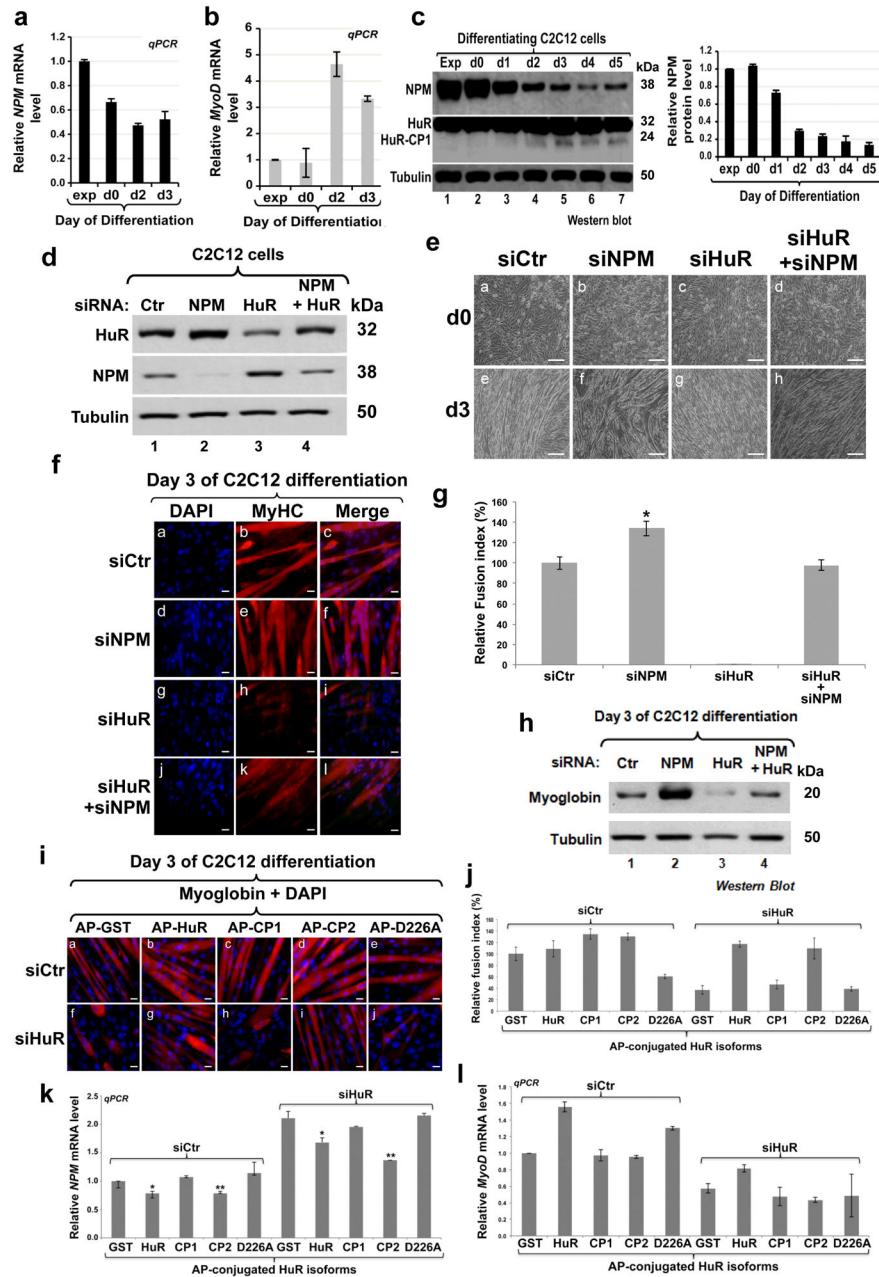 a
qPCR
Relative NPM mRNA level
1.2
1.0
0.8
0.6
0.4
0.2
0.0
exp d0 d2 d3
Day of Differentiation
b
qPCR
Relative MyoD mRNA level
6
5
4
3
2
1
0
exp d0 d2 d3
Day of Differentiation
c
Differentiating C2C12 cells
Exp d0 d1 d2 d3 d4 d5 kDa
NPM 38
HuR 32
HuR-CP1 24
Tubulin 50
1 2 3 4 5 6 7
Western blot
Relative NPM protein level
1.2
1.0
0.8
0.6
0.4
0.2
0.0
Exp d0 d1 d2 d3 d4 d5
Day of Differentiation
d
C2C12 cells
siRNA: Ctr NPM HuR NPM + HuR kDa
HuR 32
NPM 38
Tubulin 50
1 2 3 4
e
siCtr siNPM siHuR siHuR +siNPM
d0
a b c d
d3
e f g h
f
Day 3 of C2C12 differentiation
DAPI MyHC Merge
siCtr
a b c
siNPM
d e f
siHuR
g h i
siHuR +siNPM
j k l
g
Relative Fusion index (%)
160
140
120
100
80
60
40
20
0
*
siCtr siNPM siHuR siHuR + siNPM
h
Day 3 of C2C12 differentiation
siRNA: Ctr NPM HuR NPM + HuR kDa
Myoglobin 20
Tubulin 50
1 2 3 4
Western Blot
i
Day 3 of C2C12 differentiation
Myoglobin + DAPI
AP-GST AP-HuR AP-CP1 AP-CP2 AP-D226A
siCtr
a b c d e
siHuR
f g h i j
j
Relative fusion index (%)
160
140
120
100
80
60
40
20
0
siCtr siHuR
GST HuR CP1 CP2 D226A GST HuR CP1 CP2 D226A
AP-conjugated HuR isoforms
k
qPCR
Relative NPM mRNA level
2.5
2.0
1.5
1.0
0.5
0.0
siCtr siHuR
* ** * **
GST HuR CP1 CP2 D226A GST HuR CP1 CP2 D226A
AP-conjugated HuR isoforms
l
qPCR
Relative MyoD mRNA level
1.8
1.6
1.4
1.2
1.0
0.8
0.6
0.4
0.2
0.0
siCtr siHuR
GST HuR CP1 CP2 D226A GST HuR CP1 CP2 D226A
AP-conjugated HuR isoforms